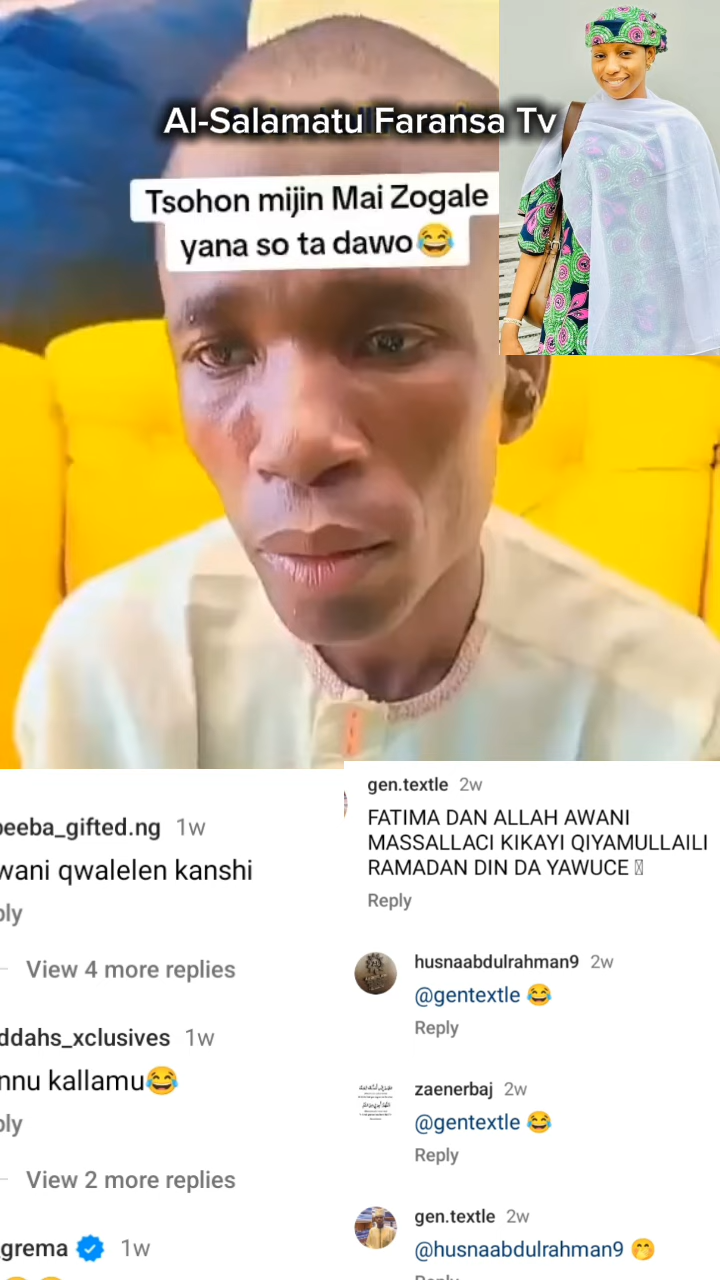 Al-Salamatu Faransa Tv
Tsohon mijin Mai Zogale
yana so ta dawo😂
beeba_gifted.ng 1w
wani qwalelen kanshi
ply
View 4 more replies
ddahs_xclusives 1w
nnu kallamu😂
ply
View 2 more replies
grema 1w
gen.textle 2w
FATIMA DAN ALLAH AWANI
MASSALLACI KIKAYI QIYAMULLAILI
RAMADAN DIN DA YAWUCE
Reply
husnaabdulrahman9 2w
@gentextle 😂
Reply
zaenerbaj 2w
@gentextle 😂
Reply
gen.textle 2w
@husnaabdulrahman9 🤭